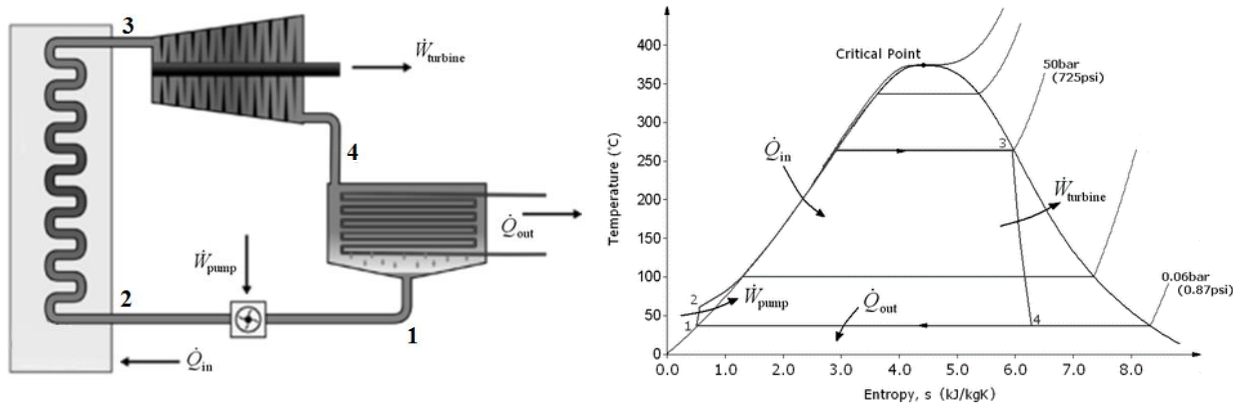 3
Ẇturbine
4
Q̇out
Ẇpump
2
1
Q̇in
Critical Point
50bar
(725psi)
400
350
300
250
200
150
100
50
0
Temperature (°C)
Q̇in
3
Ẇturbine
2
Ẇpump
Q̇out
0.06bar
(0.87psi)
1
4
0.0 1.0 2.0 3.0 4.0 5.0 6.0 7.0 8.0
Entropy, s (kJ/kgK)